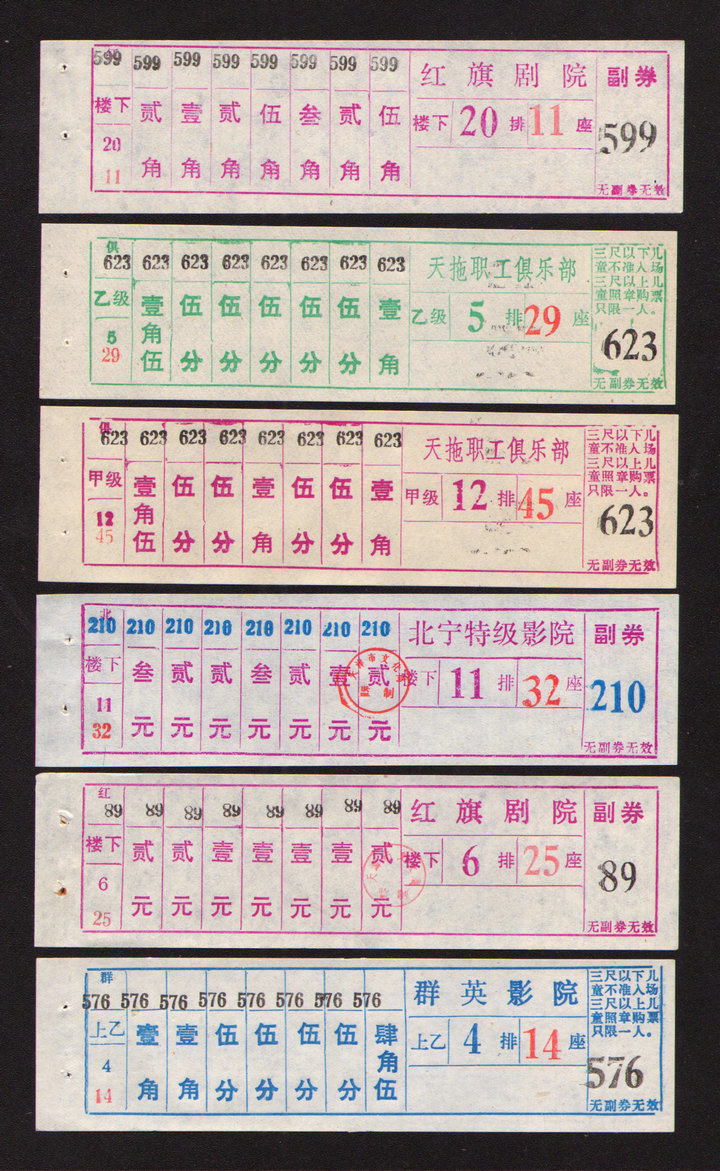 599 599 599 599 599 599 599 599
楼下 贰角 壹角 贰角 伍角 叁角 贰角 伍角
20
11
红旗剧院
楼下 20 排 11 座
副券
599
无副券无效
俱
623 623 623 623 623 623 623 623
乙级 壹角伍 伍分 伍分 伍分 伍分 伍分 壹角
5
29
天拖职工俱乐部
乙级 5 排 29 座
三尺以下儿
童不准入场
三尺以上儿
童照章购票
只限一人。
623
无副券无效
俱
623 623 623 623 623 623 623 623
甲级 壹角伍 伍分 伍分 壹角 伍分 伍分 壹角
12
45
天拖职工俱乐部
甲级 12 排 45 座
三尺以下儿
童不准入场
三尺以上儿
童照章购票
只限一人。
623
无副券无效
北
210 210 210 210 210 210 210 210
楼下 叁元 贰元 贰元 叁元 贰元 壹元 贰元
11
32
北宁特级影院
楼下 11 排 32 座
副券
210
无副券无效
红
89 89 89 89 89 89 89 89
楼下 贰元 贰元 壹元 壹元 壹元 壹元 贰元
6
25
红旗剧院
楼下 6 排 25 座
副券
89
无副券无效
群
576 576 576 576 576 576 576 576
上乙 壹角 壹角 伍分 伍分 伍分 伍分 肆角伍
4
14
群英影院
上乙 4 排 14 座
三尺以下儿
童不准入场
三尺以上儿
童照章购票
只限一人。
576
无副券无效